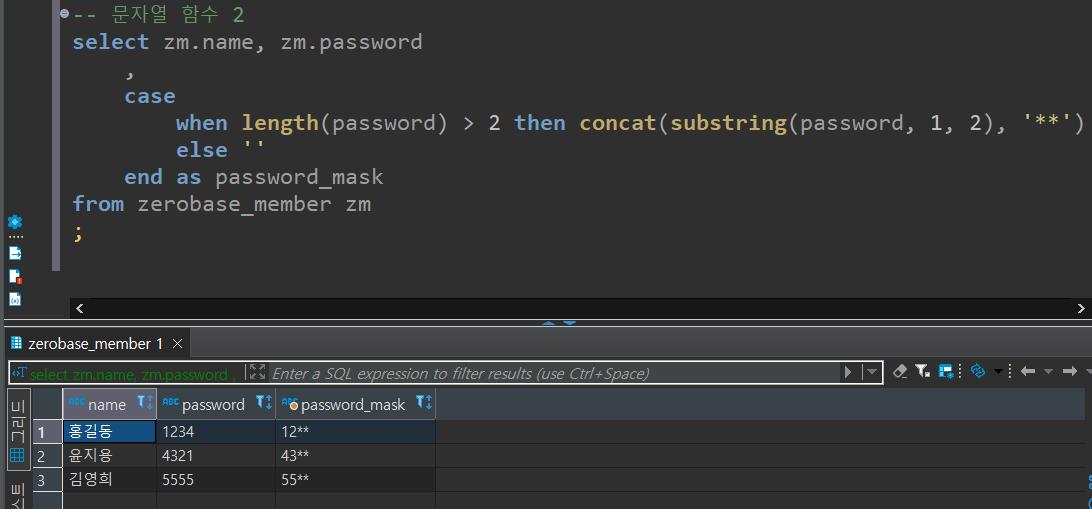 -- 문자열 함수 2
select zm.name, zm.password
,
case
when length(password) > 2 then concat(substring(password, 1, 2), '**')
else ''
end as password_mask
from zerobase_member zm
;
zerobase_member 1
select zm.name, zm.password , Enter a SQL expression to filter results (use Ctrl+Space)
그리드
ABC name ABC password ABC password_mask
1 홍길동 1234 12**
2 윤지용 4321 43**
3 김영희 5555 55**